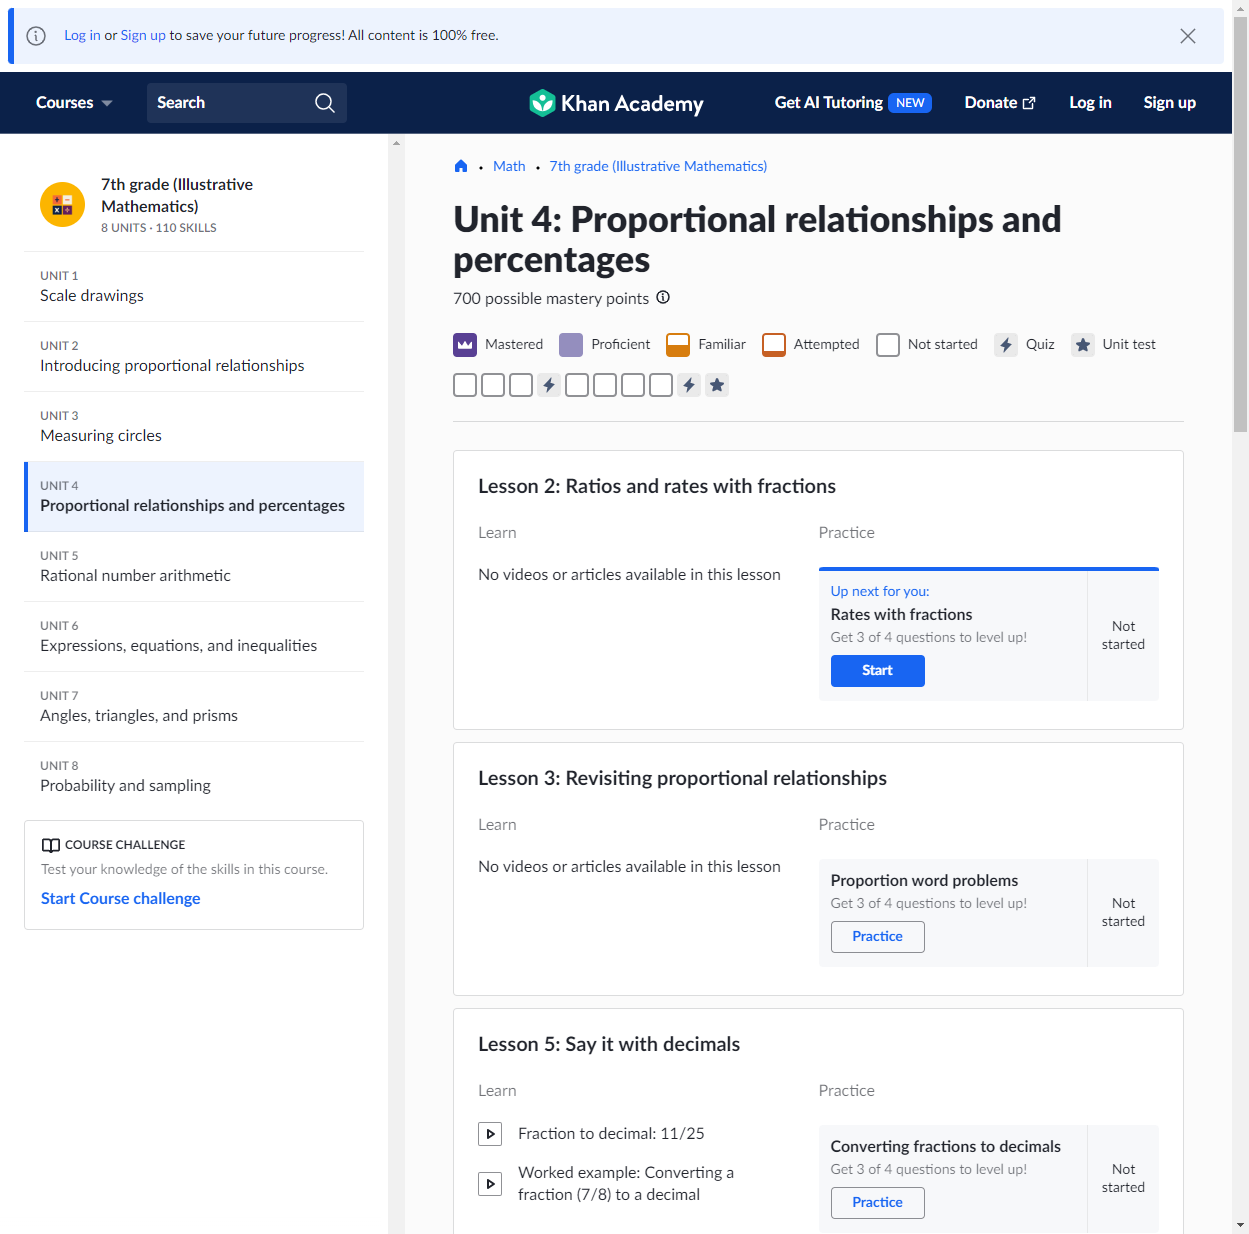 Log in or Sign up to save your future progress! All content is 100% free.
Courses
Search
Khan Academy
Get AI Tutoring NEW
Donate
Log in
Sign up
7th grade (Illustrative
Mathematics)
8 UNITS · 110 SKILLS
UNIT 1
Scale drawings
UNIT 2
Introducing proportional relationships
UNIT 3
Measuring circles
UNIT 4
Proportional relationships and percentages
UNIT 5
Rational number arithmetic
UNIT 6
Expressions, equations, and inequalities
UNIT 7
Angles, triangles, and prisms
UNIT 8
Probability and sampling
COURSE CHALLENGE
Test your knowledge of the skills in this course.
Start Course challenge
Math • 7th grade (Illustrative Mathematics)
Unit 4: Proportional relationships and
percentages
700 possible mastery points
Mastered
Proficient
Familiar
Attempted
Not started
Quiz
Unit test
Lesson 2: Ratios and rates with fractions
Learn
No videos or articles available in this lesson
Practice
Up next for you:
Rates with fractions
Get 3 of 4 questions to level up!
Start
Not
started
Lesson 3: Revisiting proportional relationships
Learn
No videos or articles available in this lesson
Practice
Proportion word problems
Get 3 of 4 questions to level up!
Practice
Not
started
Lesson 5: Say it with decimals
Learn
Fraction to decimal: 11/25
Worked example: Converting a
fraction (7/8) to a decimal
Practice
Converting fractions to decimals
Get 3 of 4 questions to level up!
Practice
Not
started